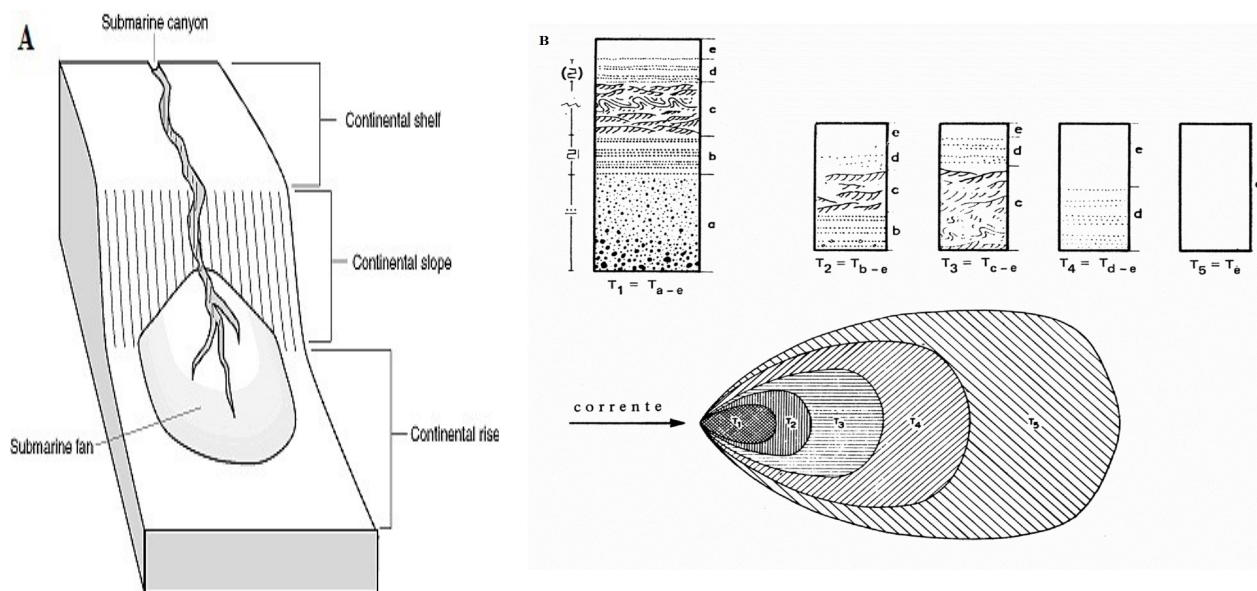 A
Submarine canyon
Continental shelf
Continental slope
Submarine fan
Continental rise
B
e
d
c
b
a
T1 = Ta-e
e
d
c
b
T2 = Tb-e
e
d
c
T3 = Tc-e
e
d
T4 = Td-e
T5 = Te
corrente
T1
T2
T3
T4
T5